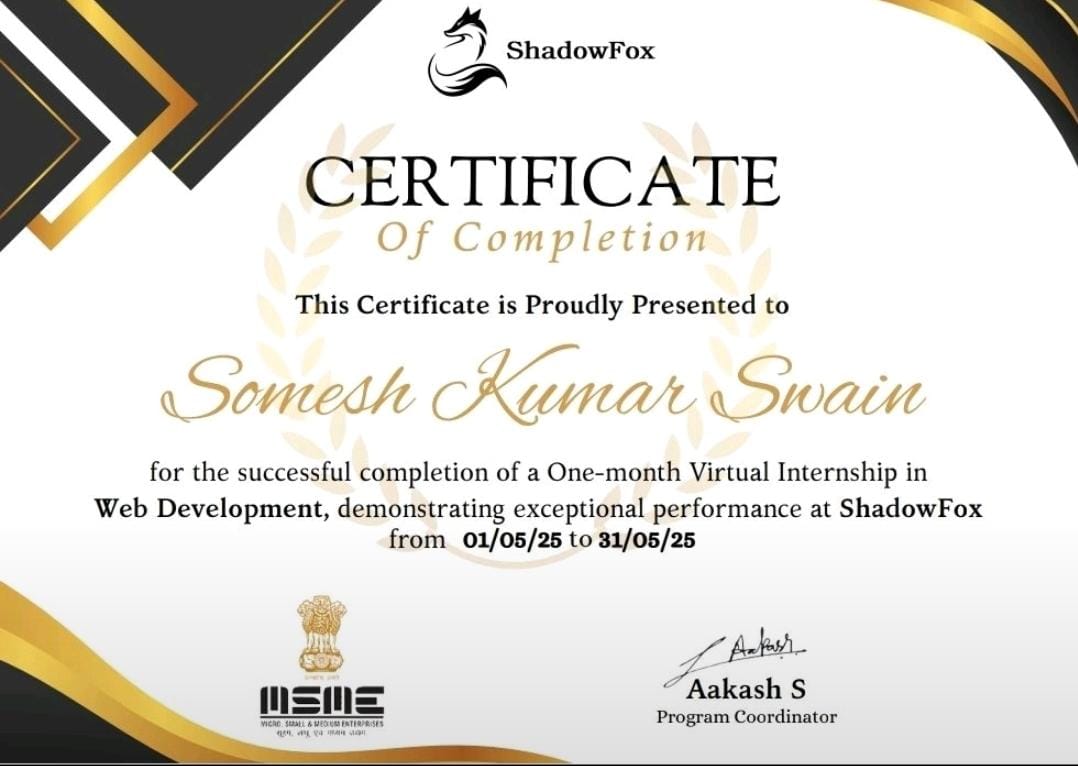 ShadowFox
CERTIFICATE
Of Completion
This Certificate is Proudly Presented to
Somesh Kumar Swain
for the successful completion of a One-month Virtual Internship in
Web Development, demonstrating exceptional performance at ShadowFox
from 01/05/25 to 31/05/25
MSME
MICRO, SMALL & MEDIUM ENTERPRISES
सूक्ष्म, लघु एवं मध्यम उद्यम
Aakash
Aakash S
Program Coordinator